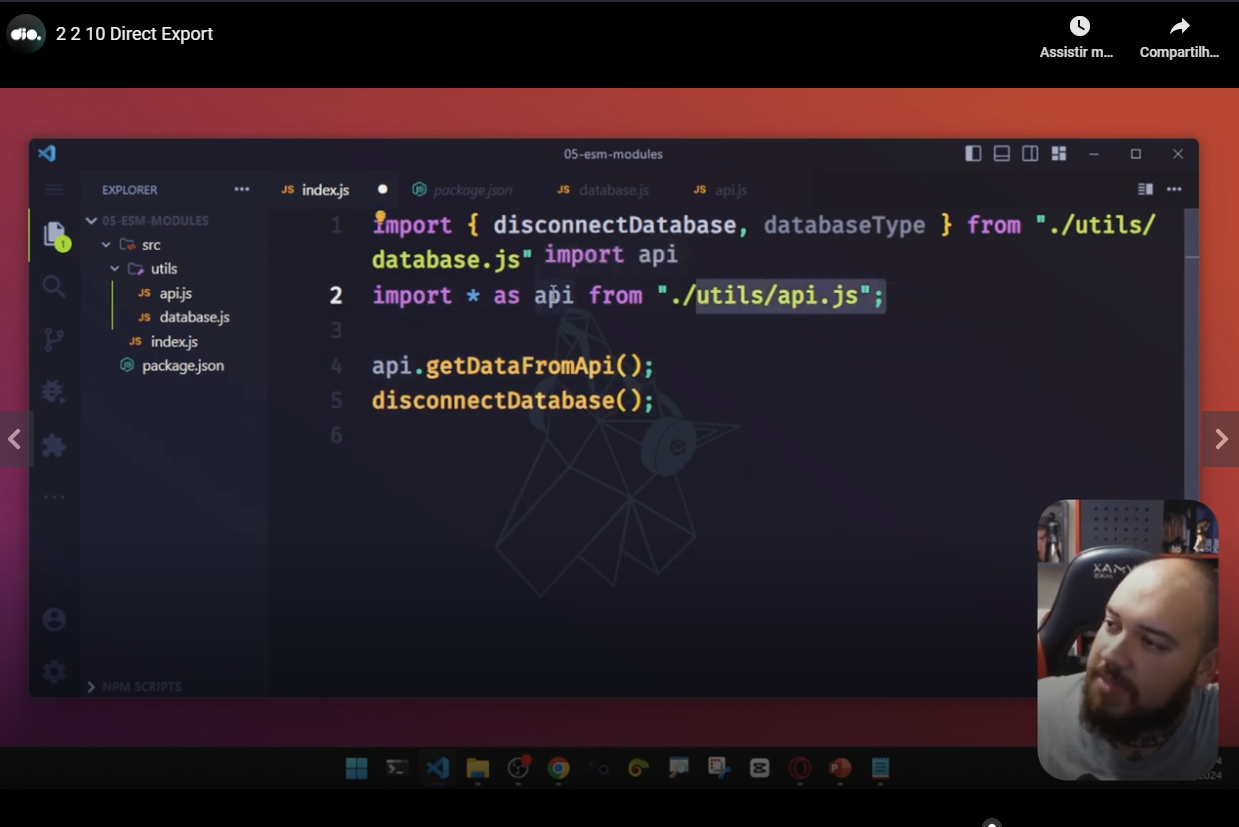 dio. 2 2 10 Direct Export
Assistir m... Compartilh...
05-esm-modules
EXPLORER ··· JS index.js package.json JS database.js JS api.js ···
05-ESM-MODULES
src
utils
JS api.js
JS database.js
JS index.js
package.json
1
1 import { disconnectDatabase, databaseType } from "./utils/
database.js"
import api
2 import * as api from "./utils/api.js";
3
4 api.getDataFromApi();
5 disconnectDatabase();
6
NPM SCRIPTS